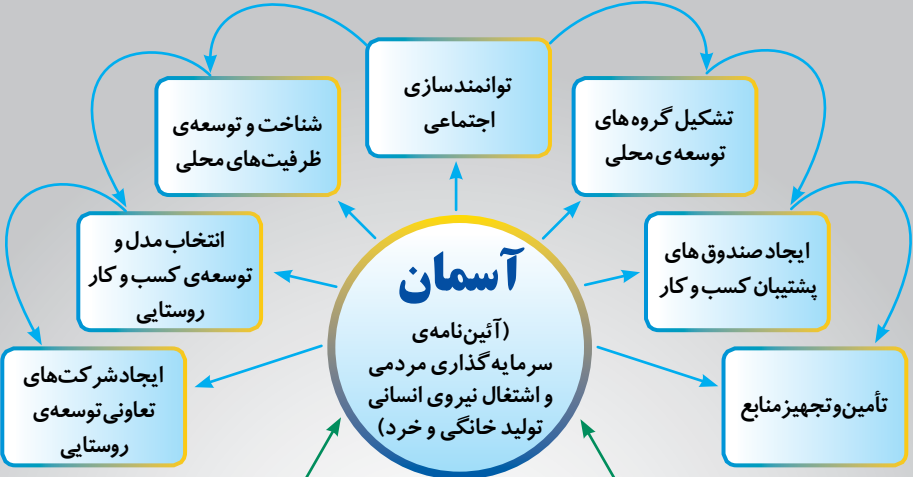 توانمندسازی
اجتماعی
تشکیل گروه‌های
توسعه‌ی محلی
شناخت و توسعه‌ی
ظرفیت‌های محلی
ایجاد صندوق‌های
پشتیبان کسب و کار
انتخاب مدل و
توسعه‌ی کسب و کار
روستایی
تأمین و تجهیز منابع
ایجاد شرکت‌های
تعاونی توسعه‌ی
روستایی
آسمان
(آئین‌نامه‌ی
سرمایه‌گذاری مردمی
و اشتغال نیروی انسانی
تولید خانگی و خرد)